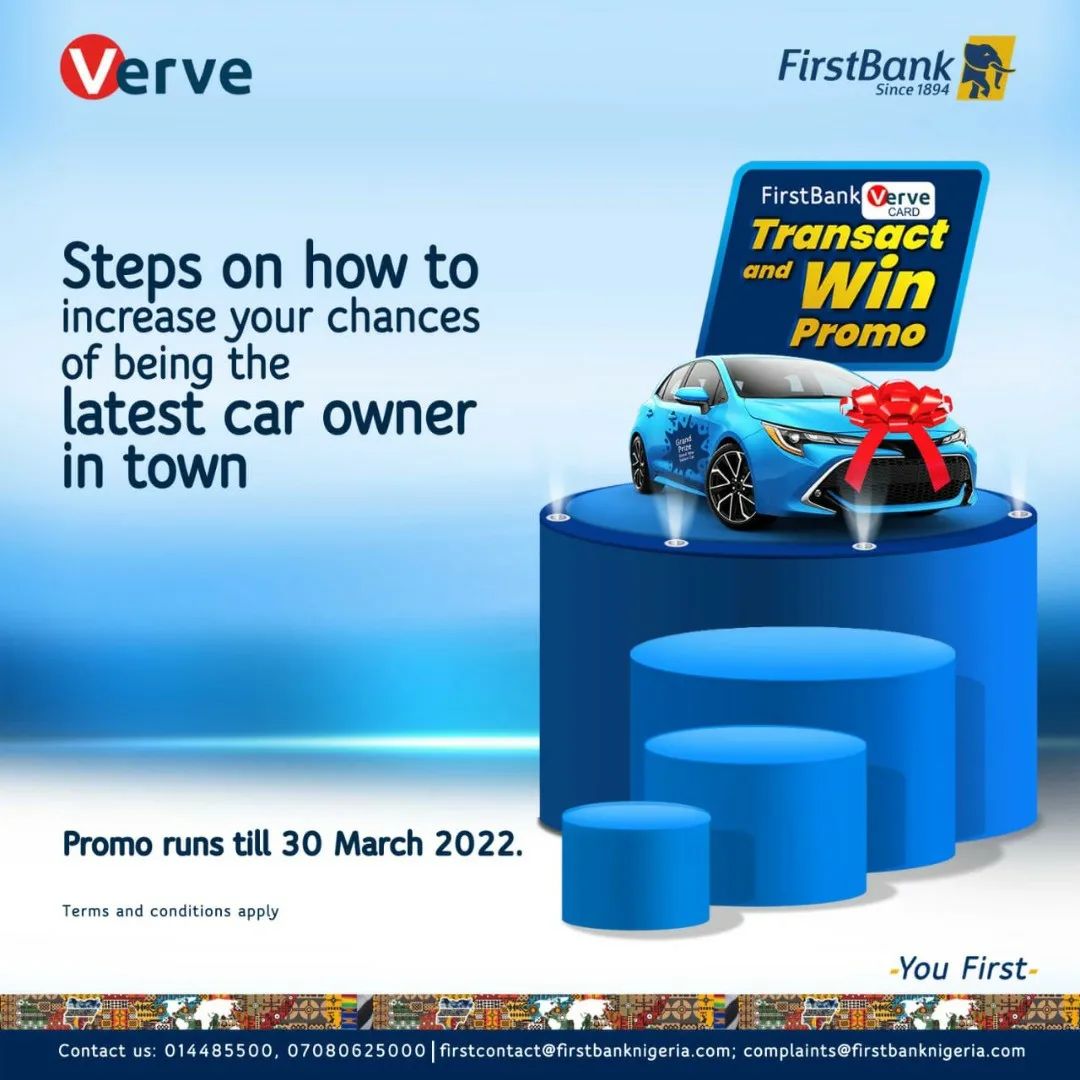 Verve
FirstBank
Since 1894
FirstBank Verve
CARD
Transact
and Win
Promo
Steps on how to
increase your chances
of being the
latest car owner
in town
Grand
Prize
Promo runs till 30 March 2022.
Terms and conditions apply
-You First-
Contact us: 014485500, 07080625000 | firstcontact@firstbanknigeria.com; complaints@firstbanknigeria.com